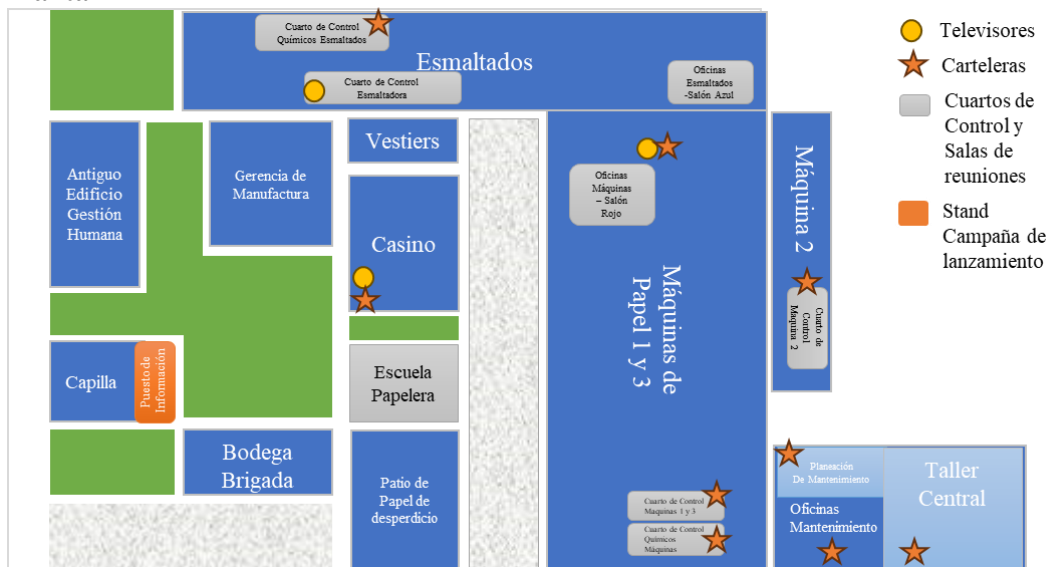 Cuarto de Control
Químicos Esmaltados
Esmaltados
Cuarto de Control
Esmaltadora
Oficinas
Esmaltados
-Salón Azul
Televisores
Carteleras
Cuartos de
Control y
Salas de
reuniones
Stand
Campaña de
lanzamiento
Antiguo
Edificio
Gestión
Humana
Gerencia de
Manufactura
Vestiers
Casino
Oficinas
Máquinas
– Salón
Rojo
Máquinas de
Papel 1 y 3
Máquina 2
Cuarto de
Control
Maquina 2
Capilla
Puesto de
Información
Escuela
Papelera
Bodega
Brigada
Patio de
Papel de
desperdicio
Cuarto de Control
Maquinas 1 y 3
Cuarto de Control
Químicos
Máquinas
Planeación
De Mantenimiento
Oficinas
Mantenimiento
Taller
Central